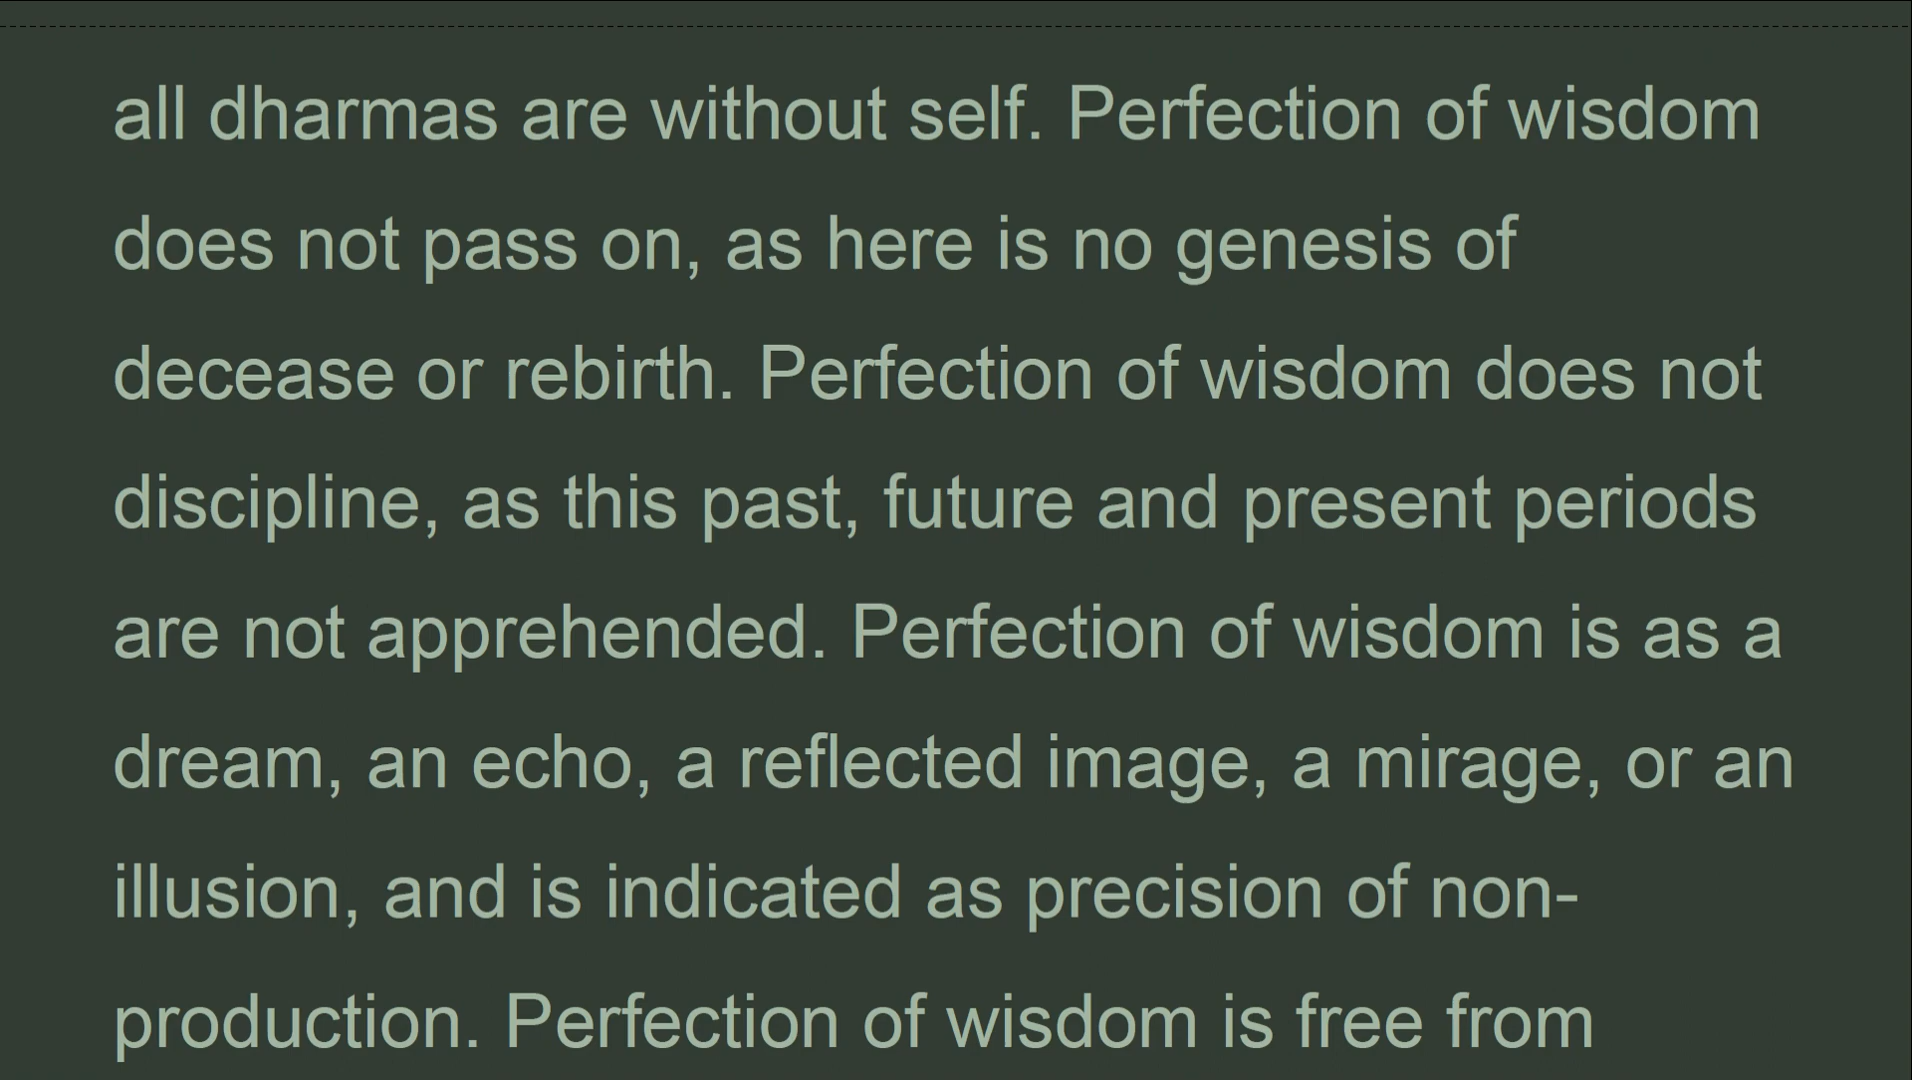 all dharmas are without self. Perfection of wisdom
does not pass on, as here is no genesis of
decease or rebirth. Perfection of wisdom does not
discipline, as this past, future and present periods
are not apprehended. Perfection of wisdom is as a
dream, an echo, a reflected image, a mirage, or an
illusion, and is indicated as precision of non-
production. Perfection of wisdom is free from